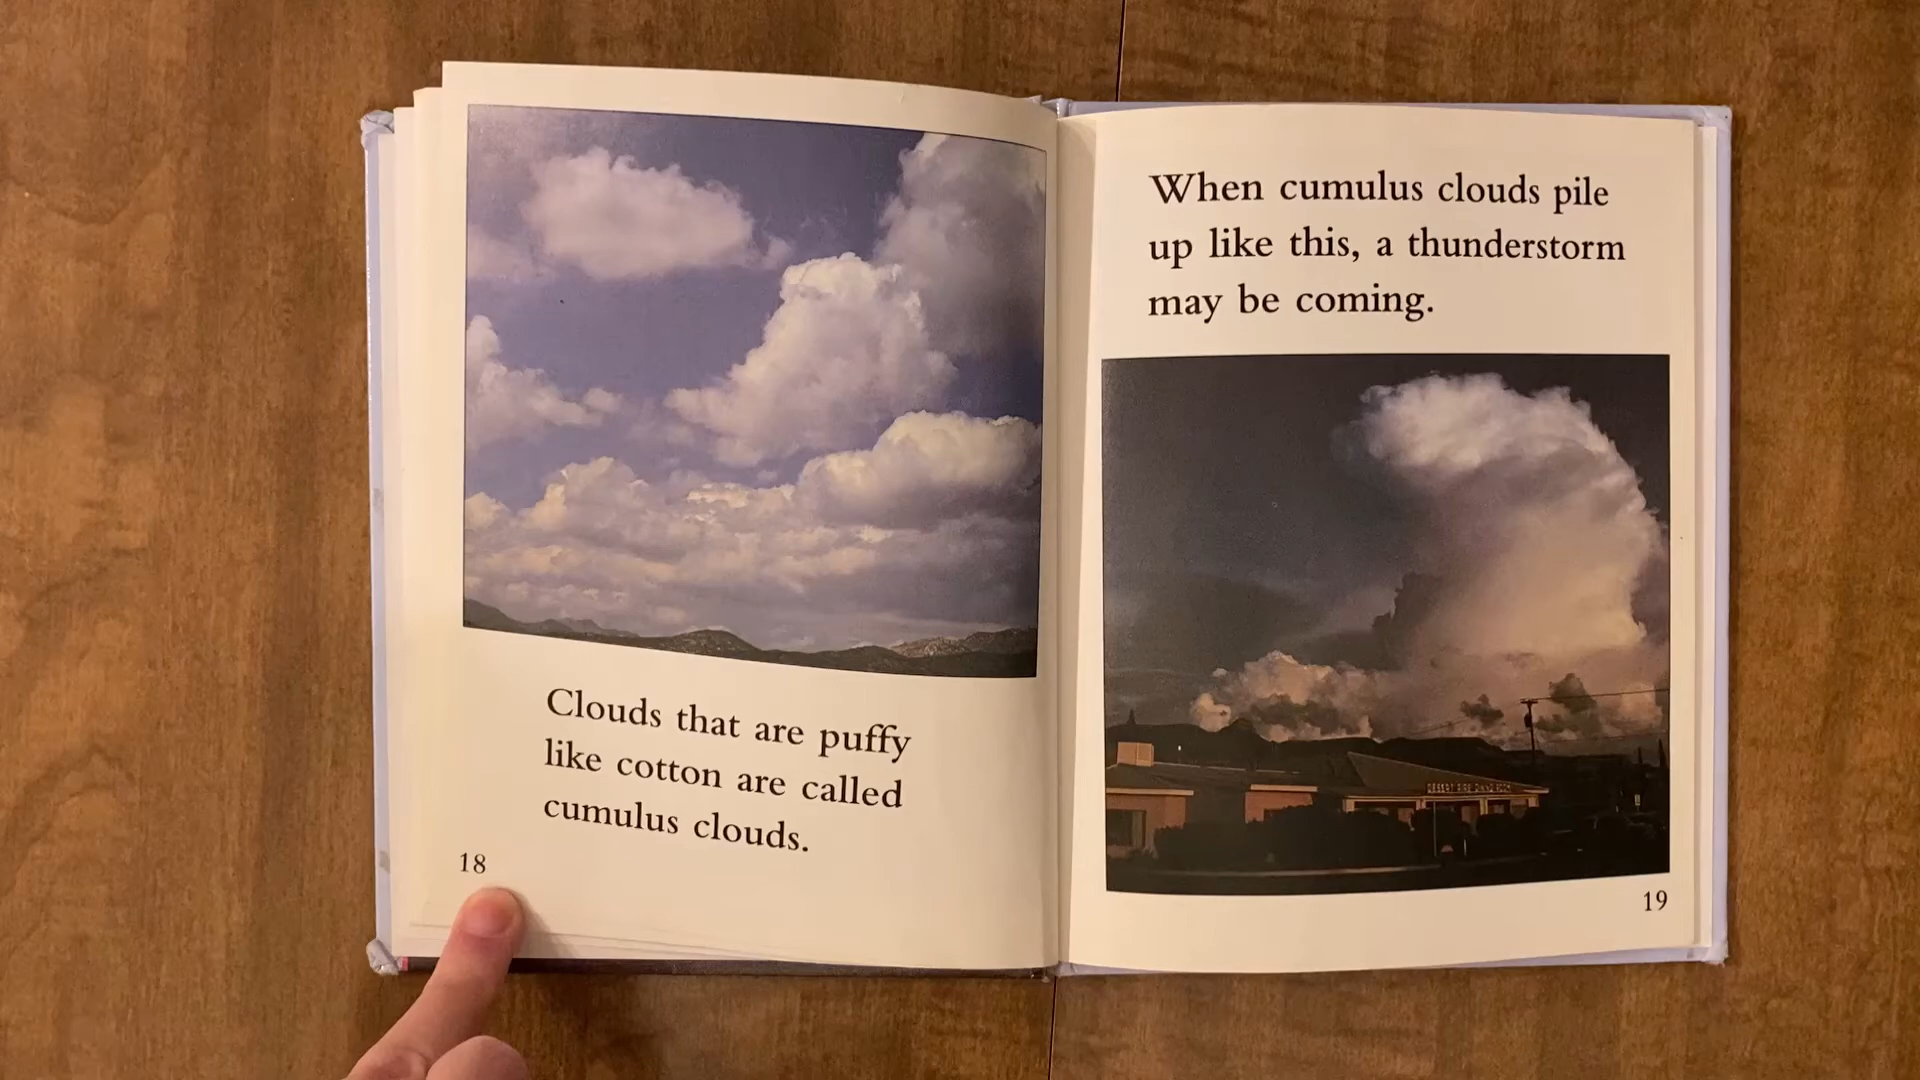 Clouds that are puffy
like cotton are called
cumulus clouds.
18
When cumulus clouds pile
up like this, a thunderstorm
may be coming.
19